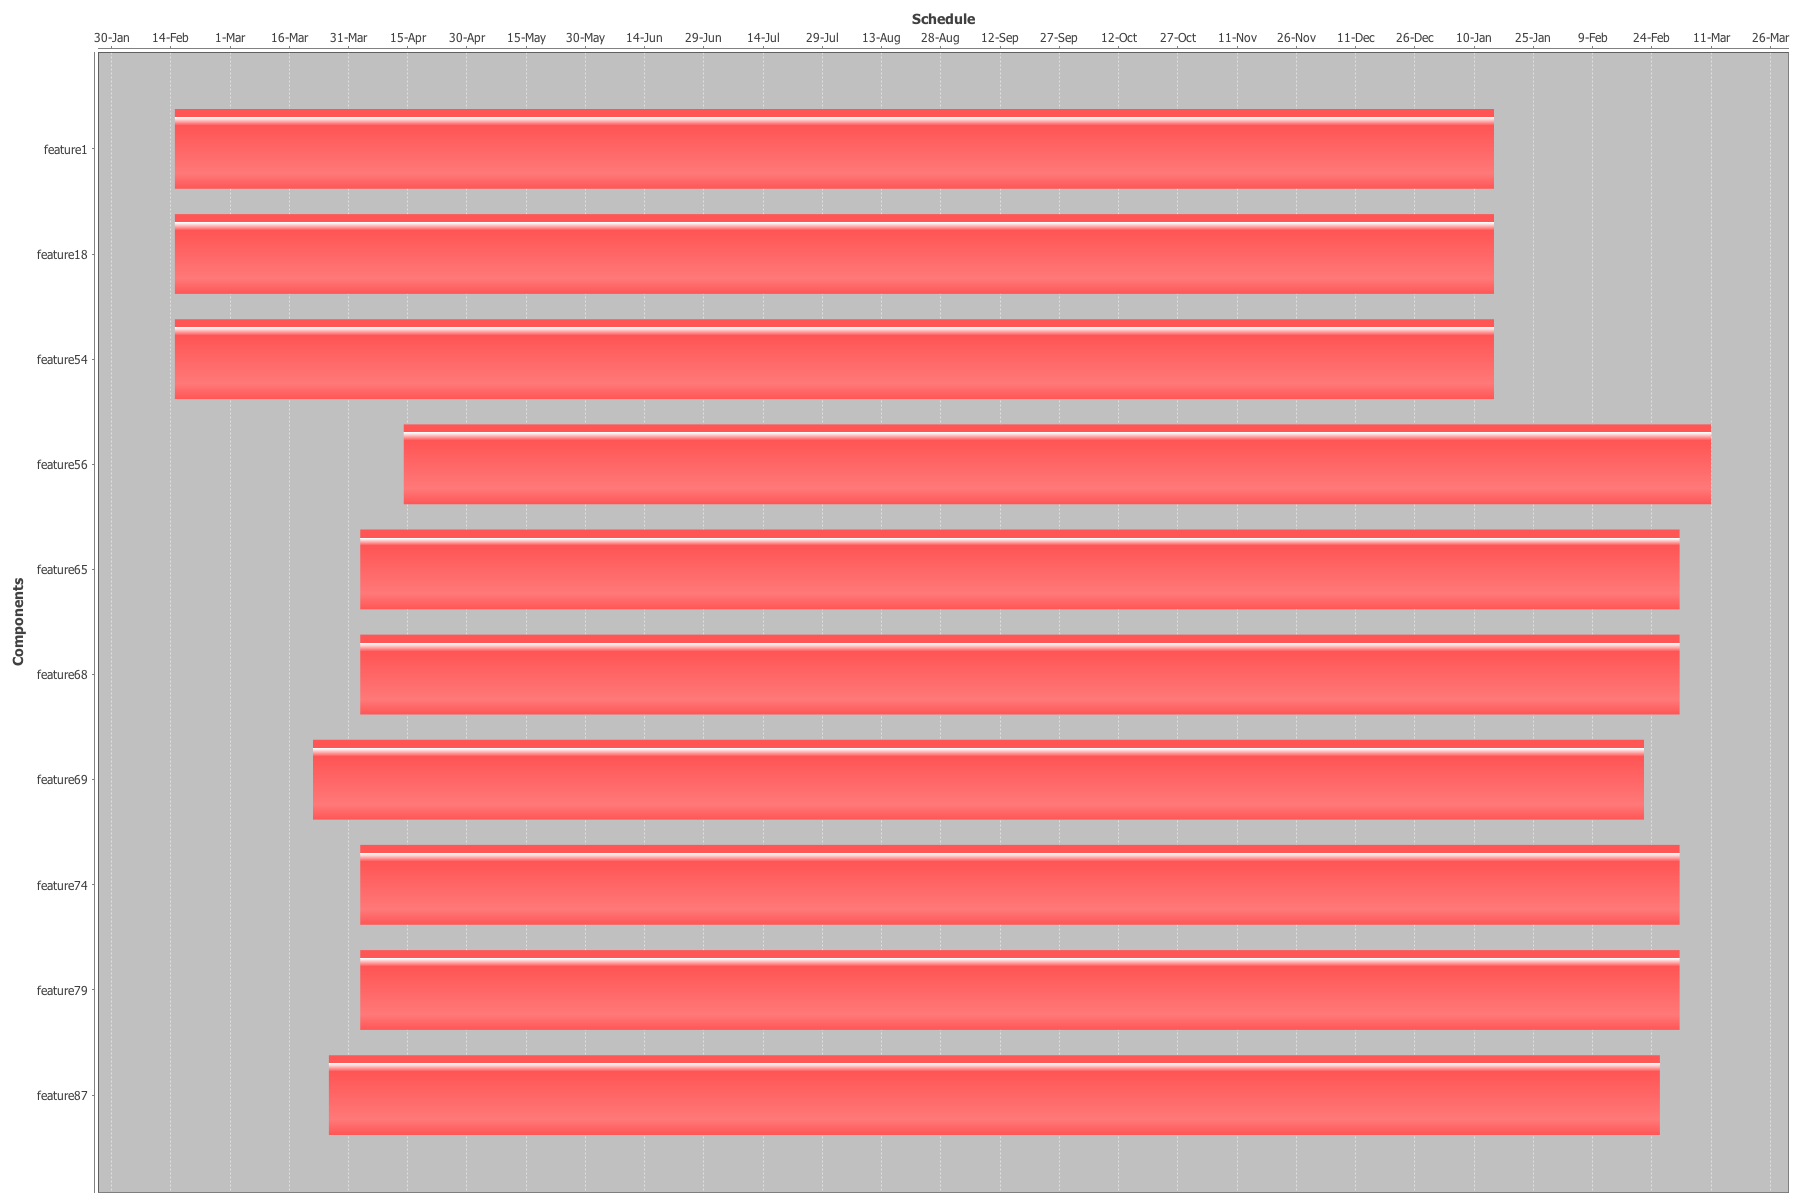 Schedule
30-Jan 14-Feb 1-Mar 16-Mar 31-Mar 15-Apr 30-Apr 15-May 30-May 14-Jun 29-Jun 14-Jul 29-Jul 13-Aug 28-Aug 12-Sep 27-Sep 12-Oct 27-Oct 11-Nov 26-Nov 11-Dec 26-Dec 10-Jan 25-Jan 9-Feb 24-Feb 11-Mar 26-Mar
Components
feature1
feature18
feature54
feature56
feature65
feature68
feature69
feature74
feature79
feature87